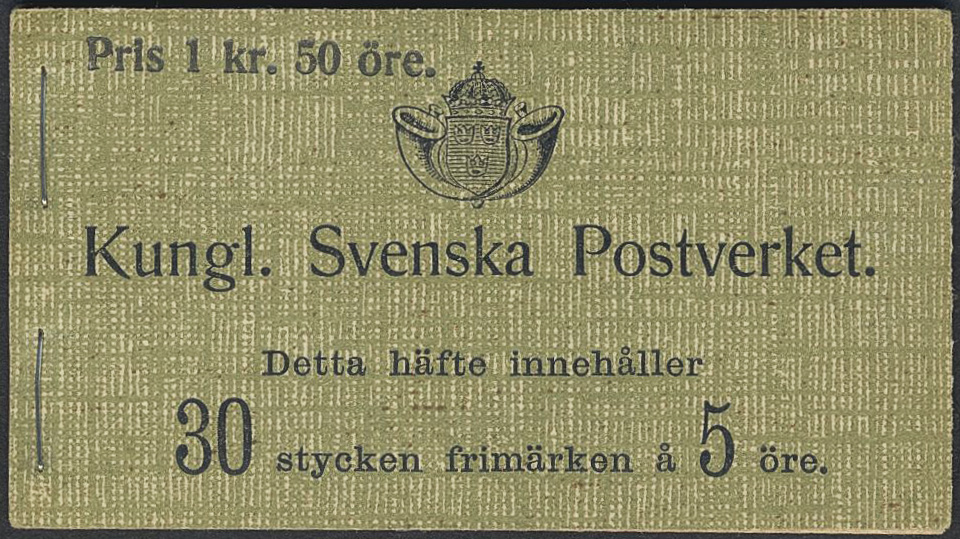 Pris 1 kr. 50 öre.
Kungl. Svenska Postverket.
Detta häfte innehåller
30 stycken frimärken å 5 öre.